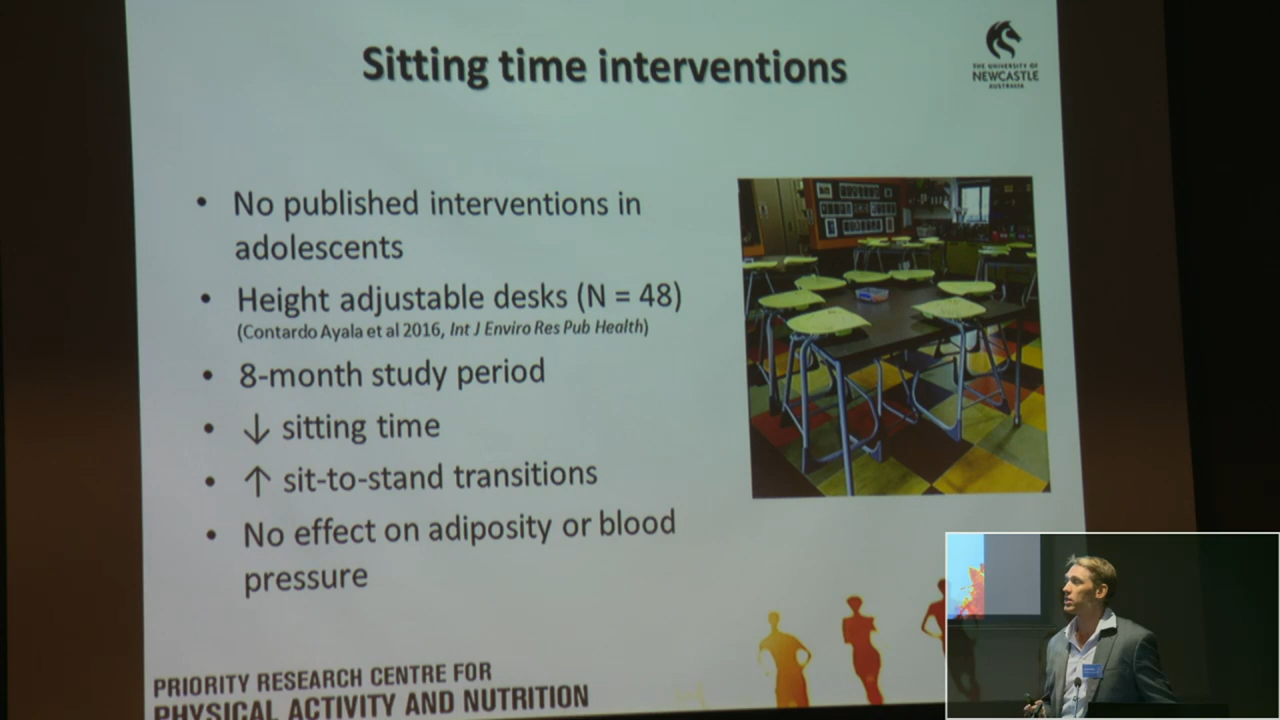 Sitting time interventions
THE UNIVERSITY OF
NEWCASTLE
AUSTRALIA
• No published interventions in
adolescents
• Height adjustable desks (N = 48)
(Contardo Ayala et al 2016, Int J Enviro Res Pub Health)
• 8-month study period
• ↓ sitting time
• ↑ sit-to-stand transitions
• No effect on adiposity or blood
pressure
PRIORITY RESEARCH CENTRE FOR
PHYSICAL ACTIVITY AND NUTRITION